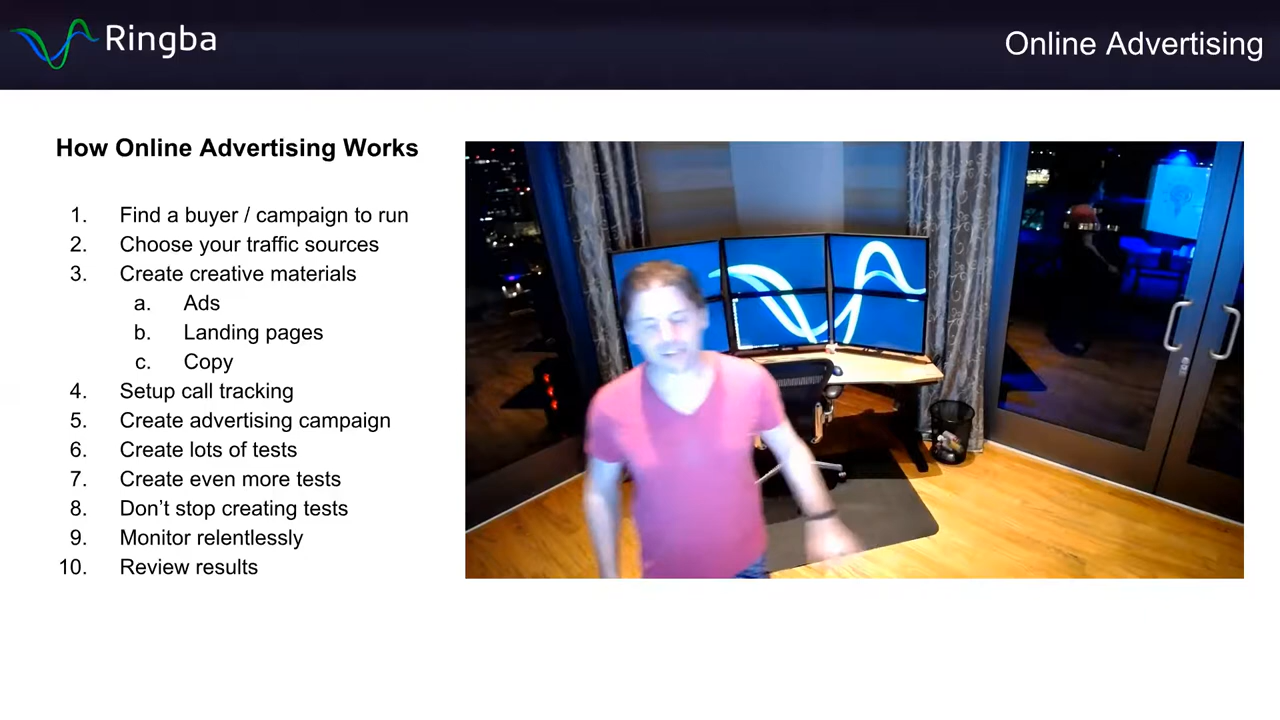 Ringba
Online Advertising
How Online Advertising Works
1. Find a buyer / campaign to run
2. Choose your traffic sources
3. Create creative materials
a. Ads
b. Landing pages
c. Copy
4. Setup call tracking
5. Create advertising campaign
6. Create lots of tests
7. Create even more tests
8. Don’t stop creating tests
9. Monitor relentlessly
10. Review results